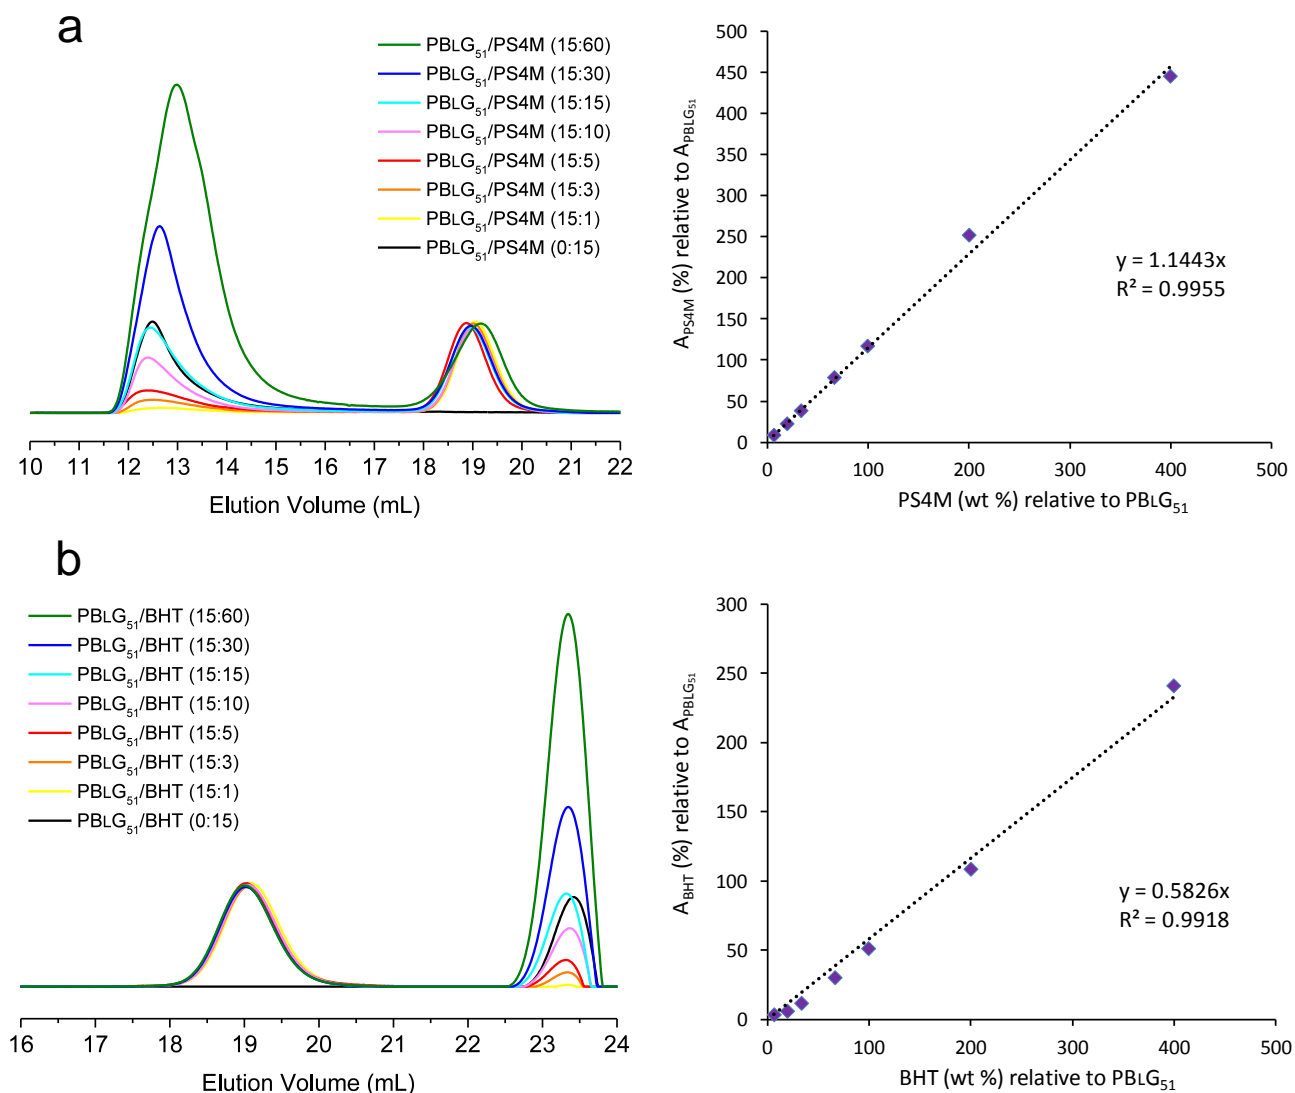 a
PBLG51/PS4M (15:60)
PBLG51/PS4M (15:30)
PBLG51/PS4M (15:15)
PBLG51/PS4M (15:10)
PBLG51/PS4M (15:5)
PBLG51/PS4M (15:3)
PBLG51/PS4M (15:1)
PBLG51/PS4M (0:15)
10 11 12 13 14 15 16 17 18 19 20 21 22
Elution Volume (mL)
APS4M (%) relative to APBLG51
500
450
400
350
300
250
200
150
100
50
0
y = 1.1443x
R² = 0.9955
0 100 200 300 400 500
PS4M (wt %) relative to PBLG51
b
PBLG51/BHT (15:60)
PBLG51/BHT (15:30)
PBLG51/BHT (15:15)
PBLG51/BHT (15:10)
PBLG51/BHT (15:5)
PBLG51/BHT (15:3)
PBLG51/BHT (15:1)
PBLG51/BHT (0:15)
16 17 18 19 20 21 22 23 24
Elution Volume (mL)
ABHT (%) relative to APBLG51
300
250
200
150
100
50
0
y = 0.5826x
R² = 0.9918
0 100 200 300 400 500
BHT (wt %) relative to PBLG51